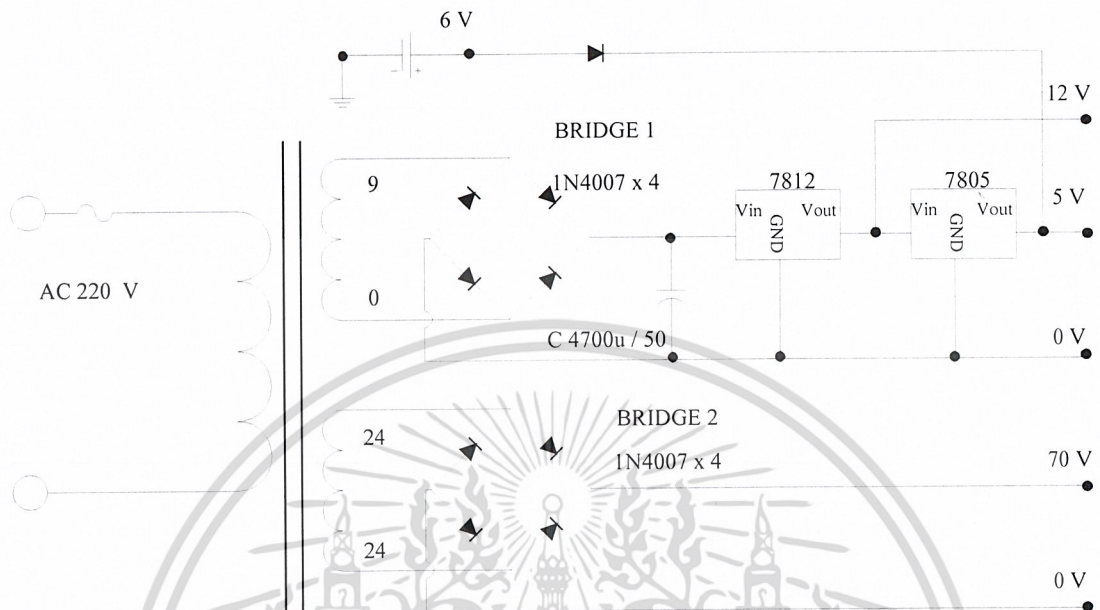 6 V
12 V
BRIDGE 1
1N4007 x 4
9
7812
7805
5 V
Vin
Vout
GND
Vin
Vout
GND
AC 220 V
0
C 4700u / 50
0 V
BRIDGE 2
24
1N4007 x 4
70 V
24
0 V